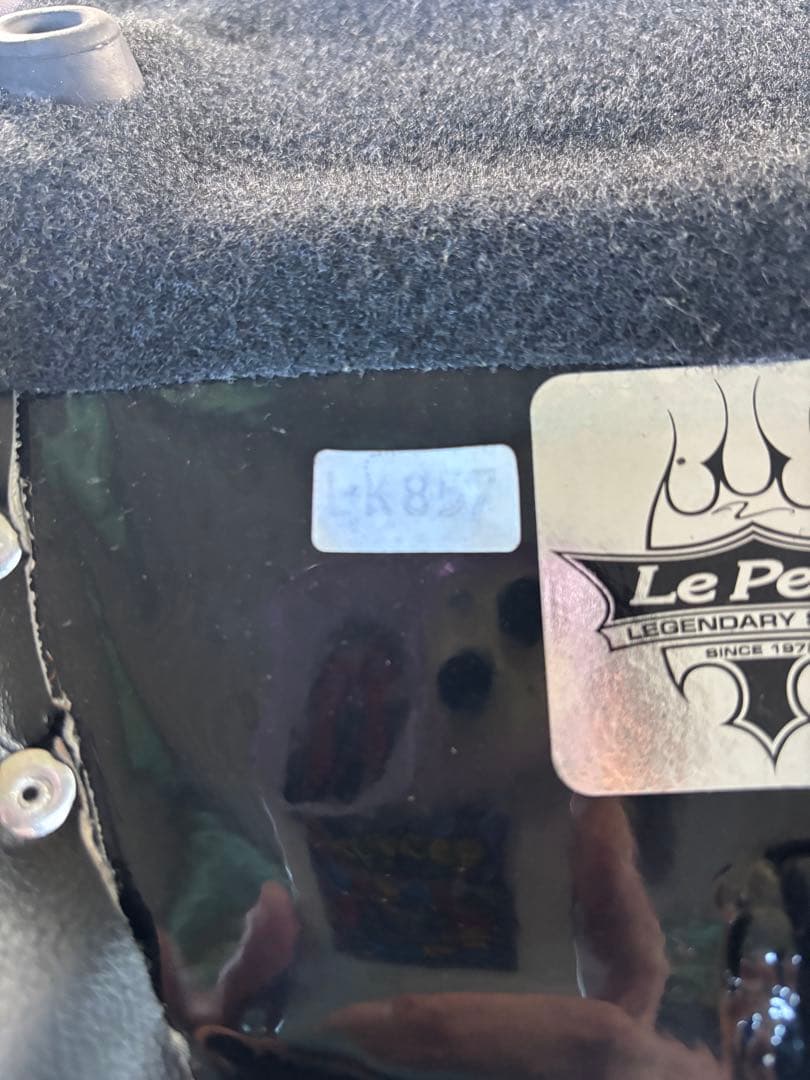 LK857
Le Pe
LEGENDARY S
SINCE 197